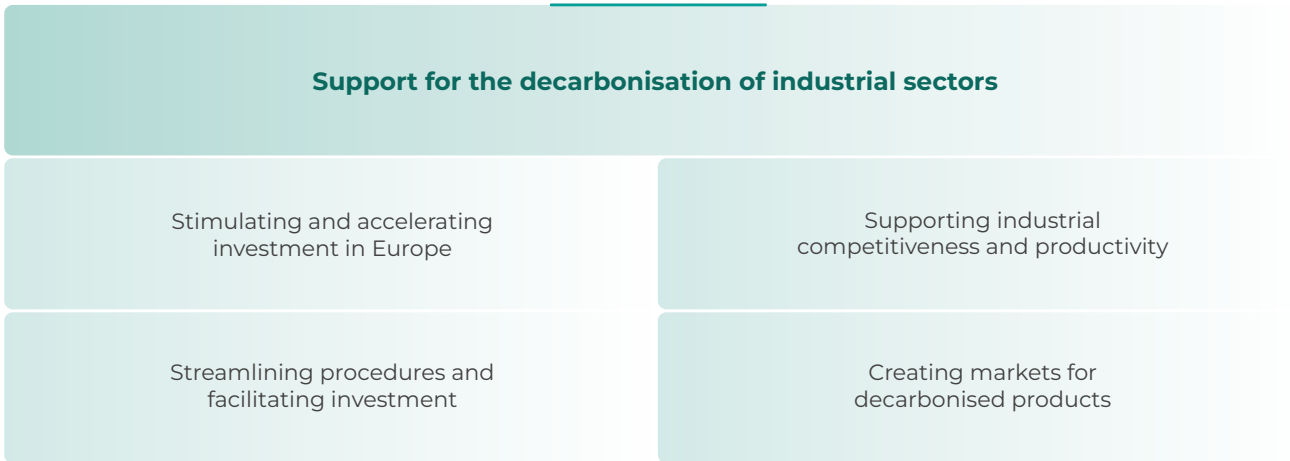 Support for the decarbonisation of industrial sectors
Stimulating and accelerating
investment in Europe
Supporting industrial
competitiveness and productivity
Streamlining procedures and
facilitating investment
Creating markets for
decarbonised products